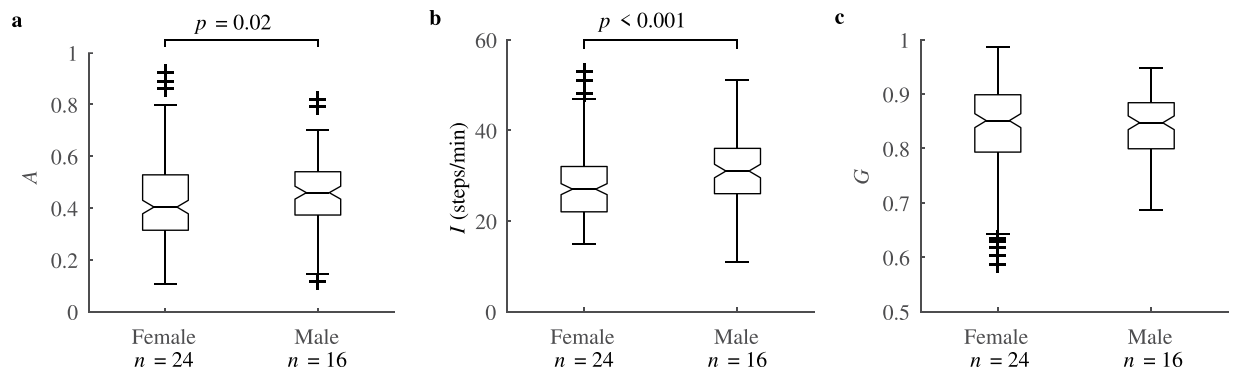 a
p = 0.02
1
0.8
0.6
0.4
0.2
0
A
Female
Male
n = 24
n = 16
b
p < 0.001
60
40
20
0
I (steps/min)
Female
Male
n = 24
n = 16
c
1
0.9
0.8
0.7
0.6
0.5
G
Female
Male
n = 24
n = 16